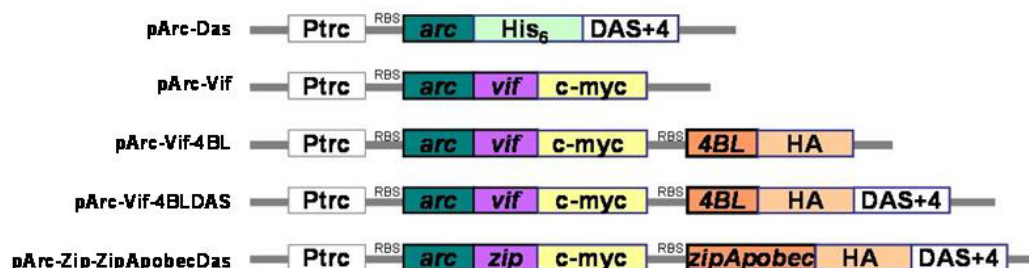 pArc-Das Ptrc RBS arc His6 DAS+4
pArc-Vif Ptrc RBS arc vif c-myc
pArc-Vif-4BL Ptrc RBS arc vif c-myc RBS 4BL HA
pArc-Vif-4BLDAS Ptrc RBS arc vif c-myc RBS 4BL HA DAS+4
pArc-Zip-ZipApobecDas Ptrc RBS arc zip c-myc RBS zipApobec HA DAS+4